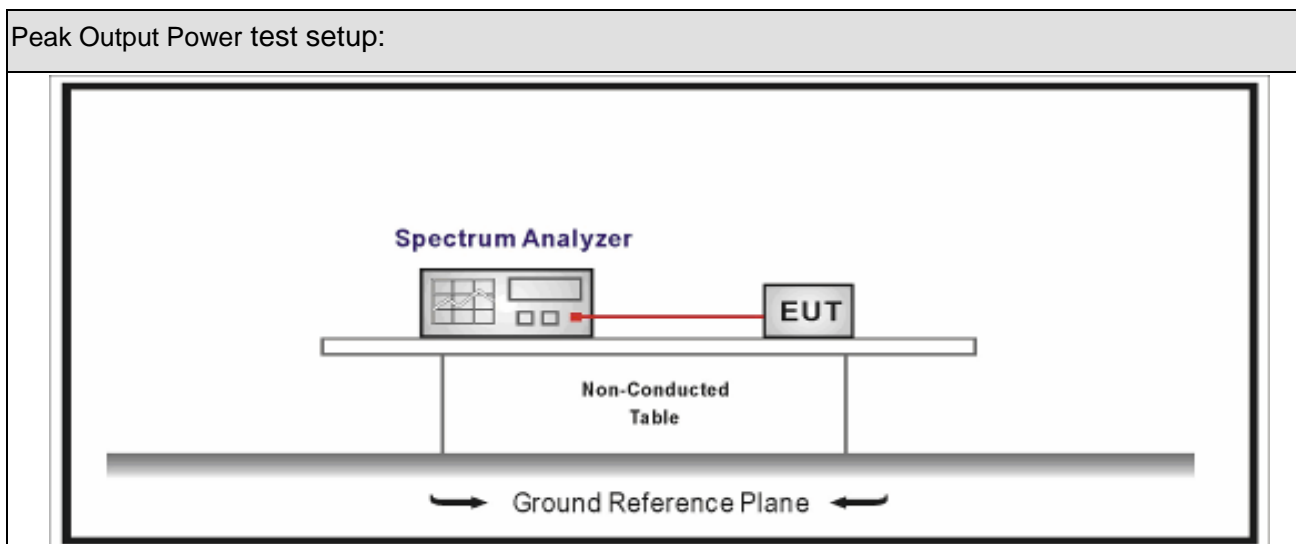 Peak Output Power test setup:
Spectrum Analyzer
EUT
Non-Conducted
Table
Ground Reference Plane